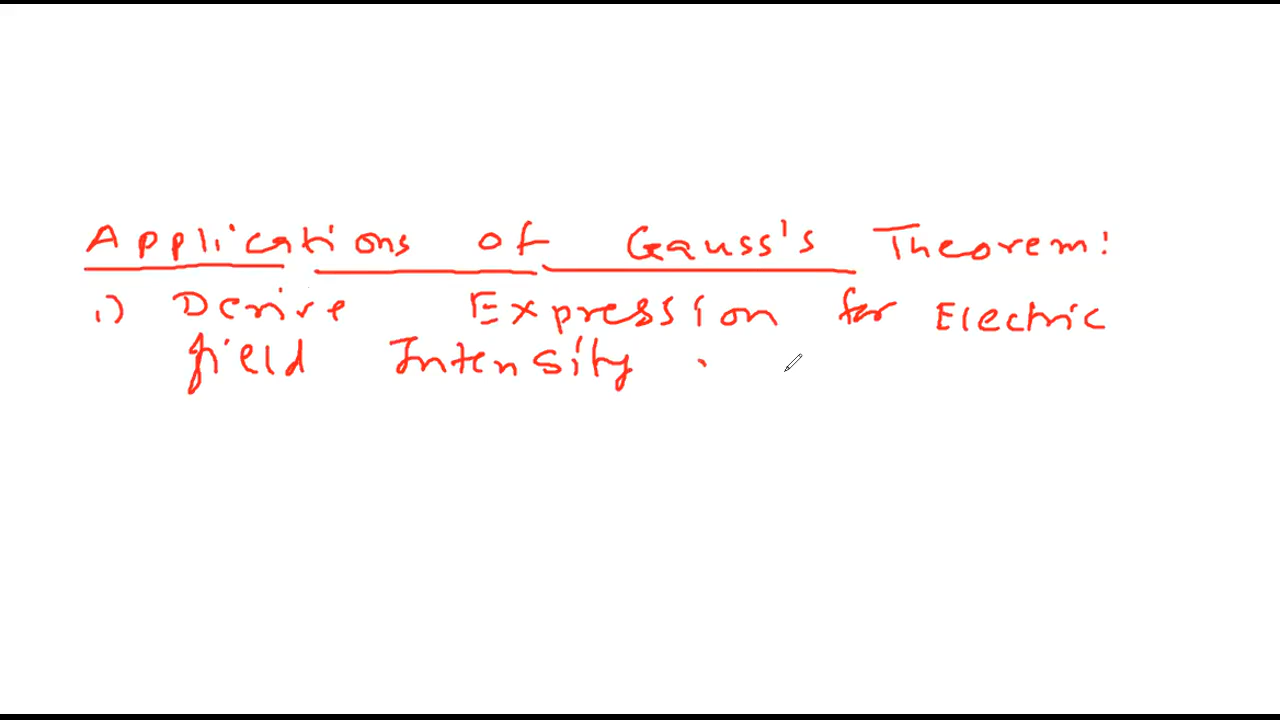 Applications of Gauss's Theorem:
1) Derive Expression for Electric
field Intensity .